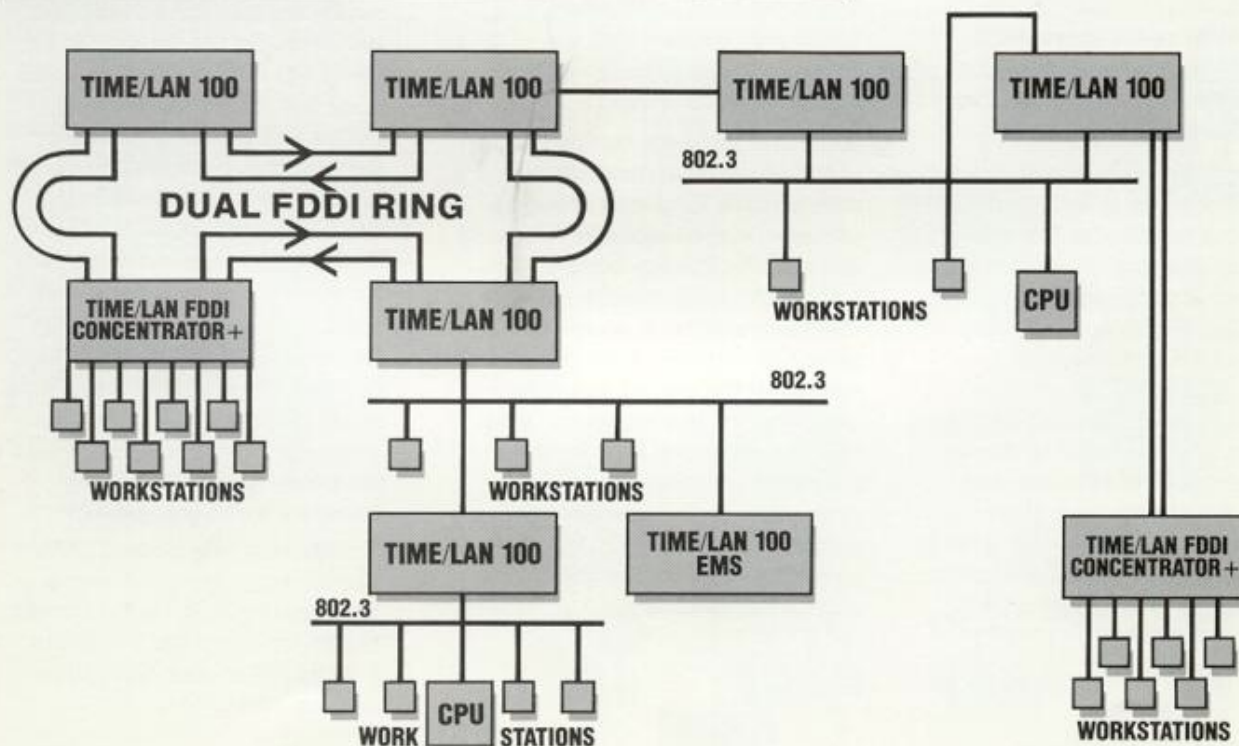 TIME/LAN 100
TIME/LAN 100
TIME/LAN 100
TIME/LAN 100
802.3
DUAL FDDI RING
TIME/LAN FDDI
CONCENTRATOR+
TIME/LAN 100
WORKSTATIONS
CPU
802.3
WORKSTATIONS
WORKSTATIONS
TIME/LAN 100
TIME/LAN 100
EMS
TIME/LAN FDDI
CONCENTRATOR+
802.3
WORK
CPU
STATIONS
WORKSTATIONS